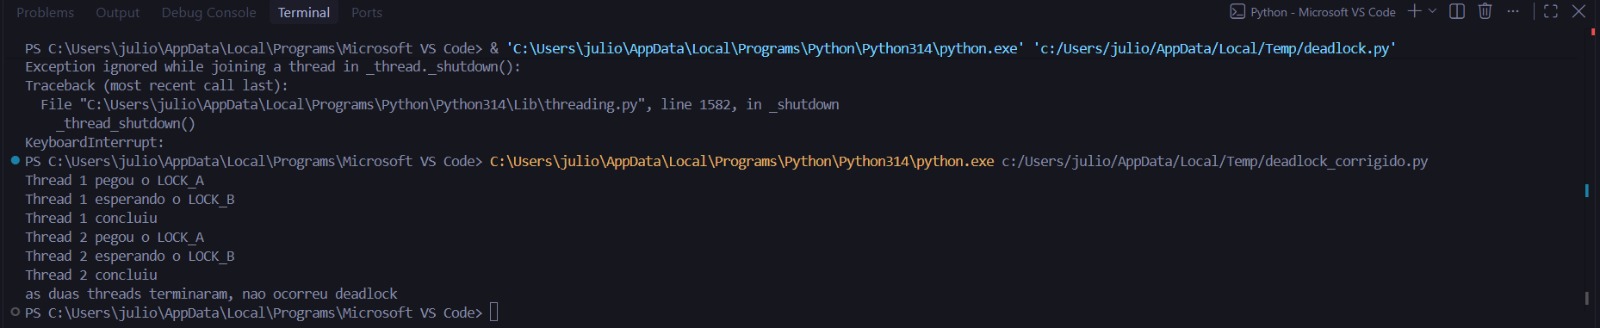 Problems Output Debug Console Terminal Ports Python - Microsoft VS Code
PS C:\Users\julio\AppData\Local\Programs\Microsoft VS Code> & 'C:\Users\julio\AppData\Local\Programs\Python\Python314\python.exe' 'c:/Users/julio/AppData/Local/Temp/deadlock.py'
Exception ignored while joining a thread in _thread._shutdown():
Traceback (most recent call last):
  File "C:\Users\julio\AppData\Local\Programs\Python\Python314\Lib\threading.py", line 1582, in _shutdown
    _thread_shutdown()
KeyboardInterrupt:
PS C:\Users\julio\AppData\Local\Programs\Microsoft VS Code> C:\Users\julio\AppData\Local\Programs\Python\Python314\python.exe c:/Users/julio/AppData/Local/Temp/deadlock_corrigido.py
Thread 1 pegou o LOCK_A
Thread 1 esperando o LOCK_B
Thread 1 concluiu
Thread 2 pegou o LOCK_A
Thread 2 esperando o LOCK_B
Thread 2 concluiu
as duas threads terminaram, nao ocorreu deadlock
PS C:\Users\julio\AppData\Local\Programs\Microsoft VS Code>